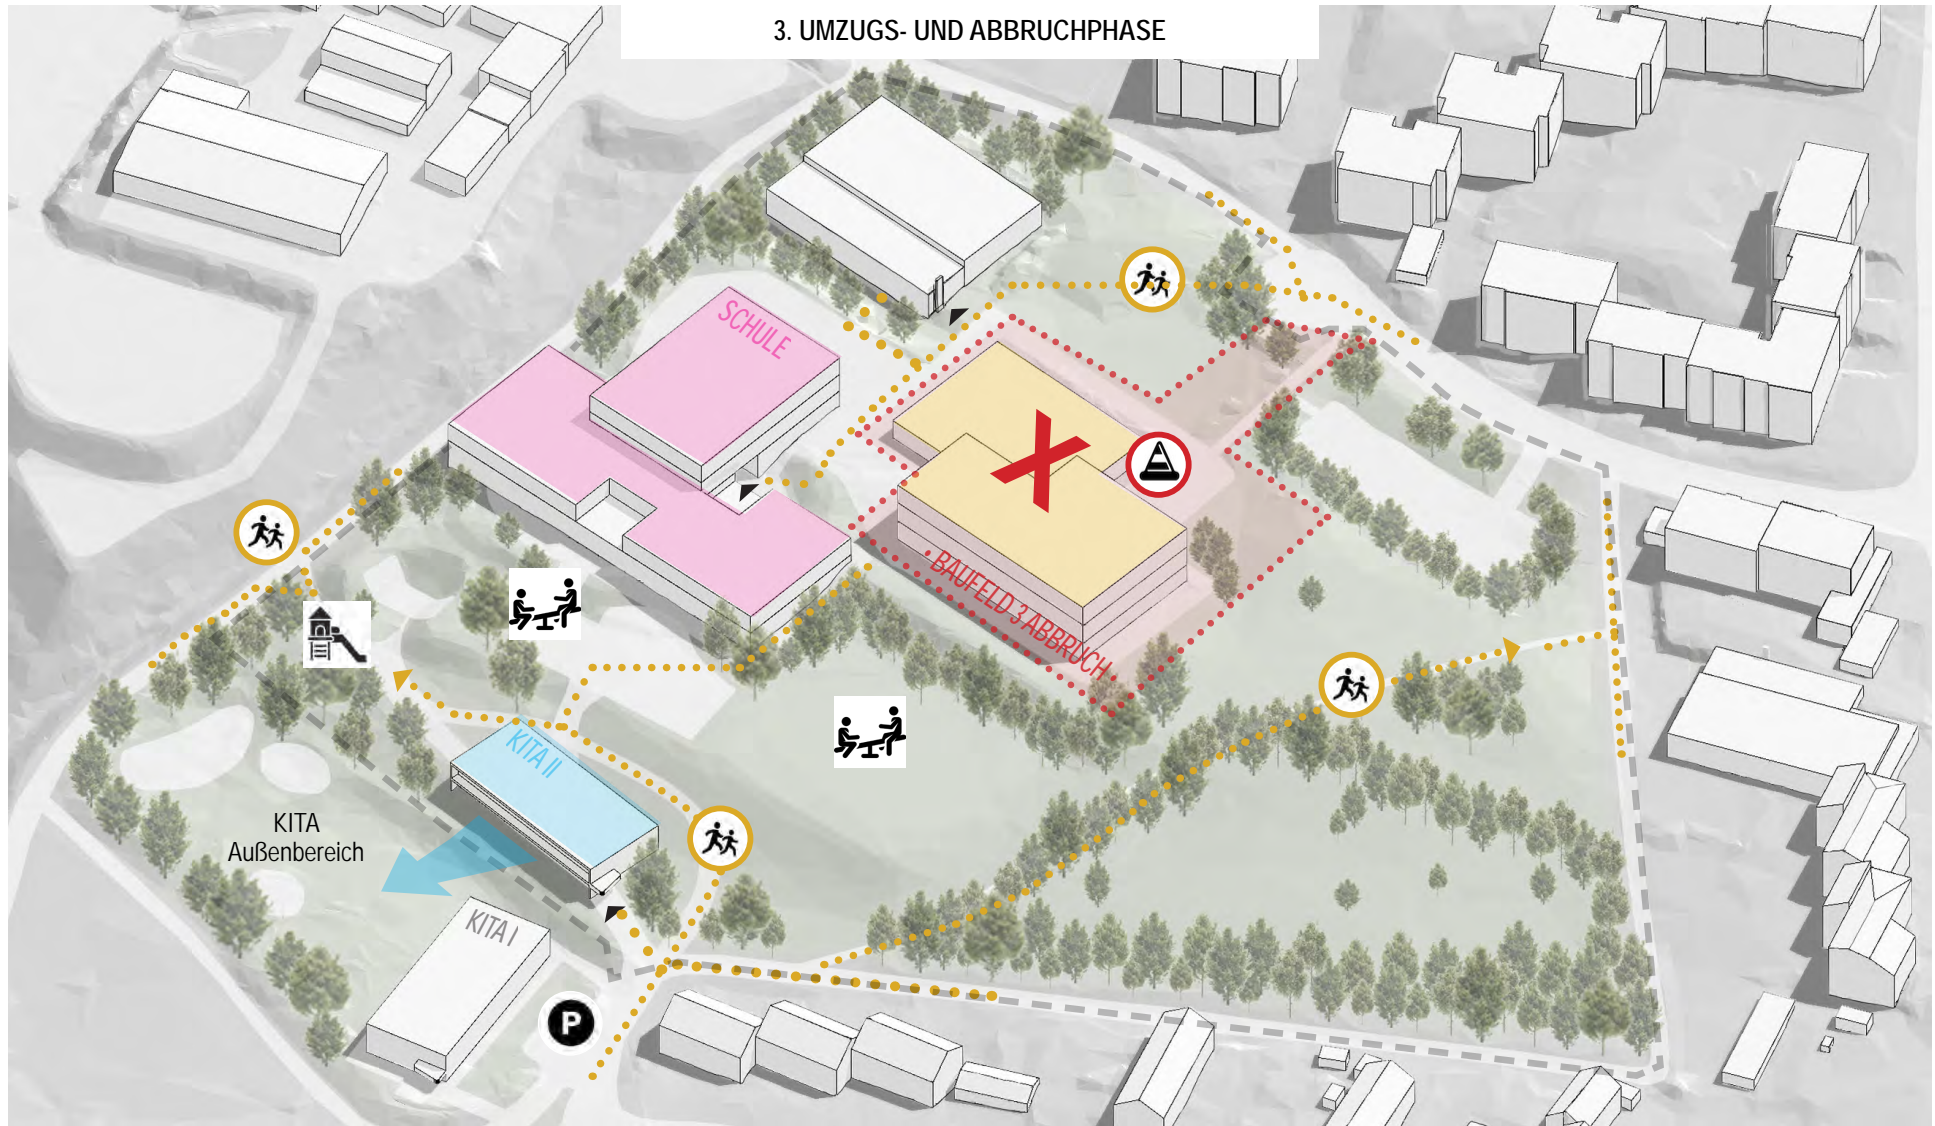 3. UMZUGS- UND ABBRUCHPHASE
SCHULE
BAUFELD 3 ABBRUCH
KITA II
KITA
Außenbereich
KITA I
P